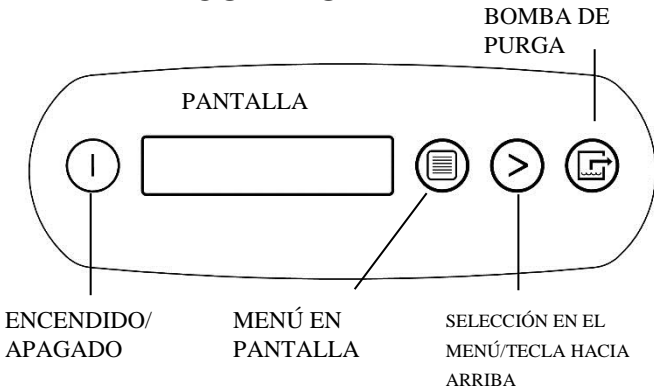 BOMBA DE
PURGA
PANTALLA
ENCENDIDO/
APAGADO
MENÚ EN
PANTALLA
SELECCIÓN EN EL
MENÚ/TECLA HACIA
ARRIBA